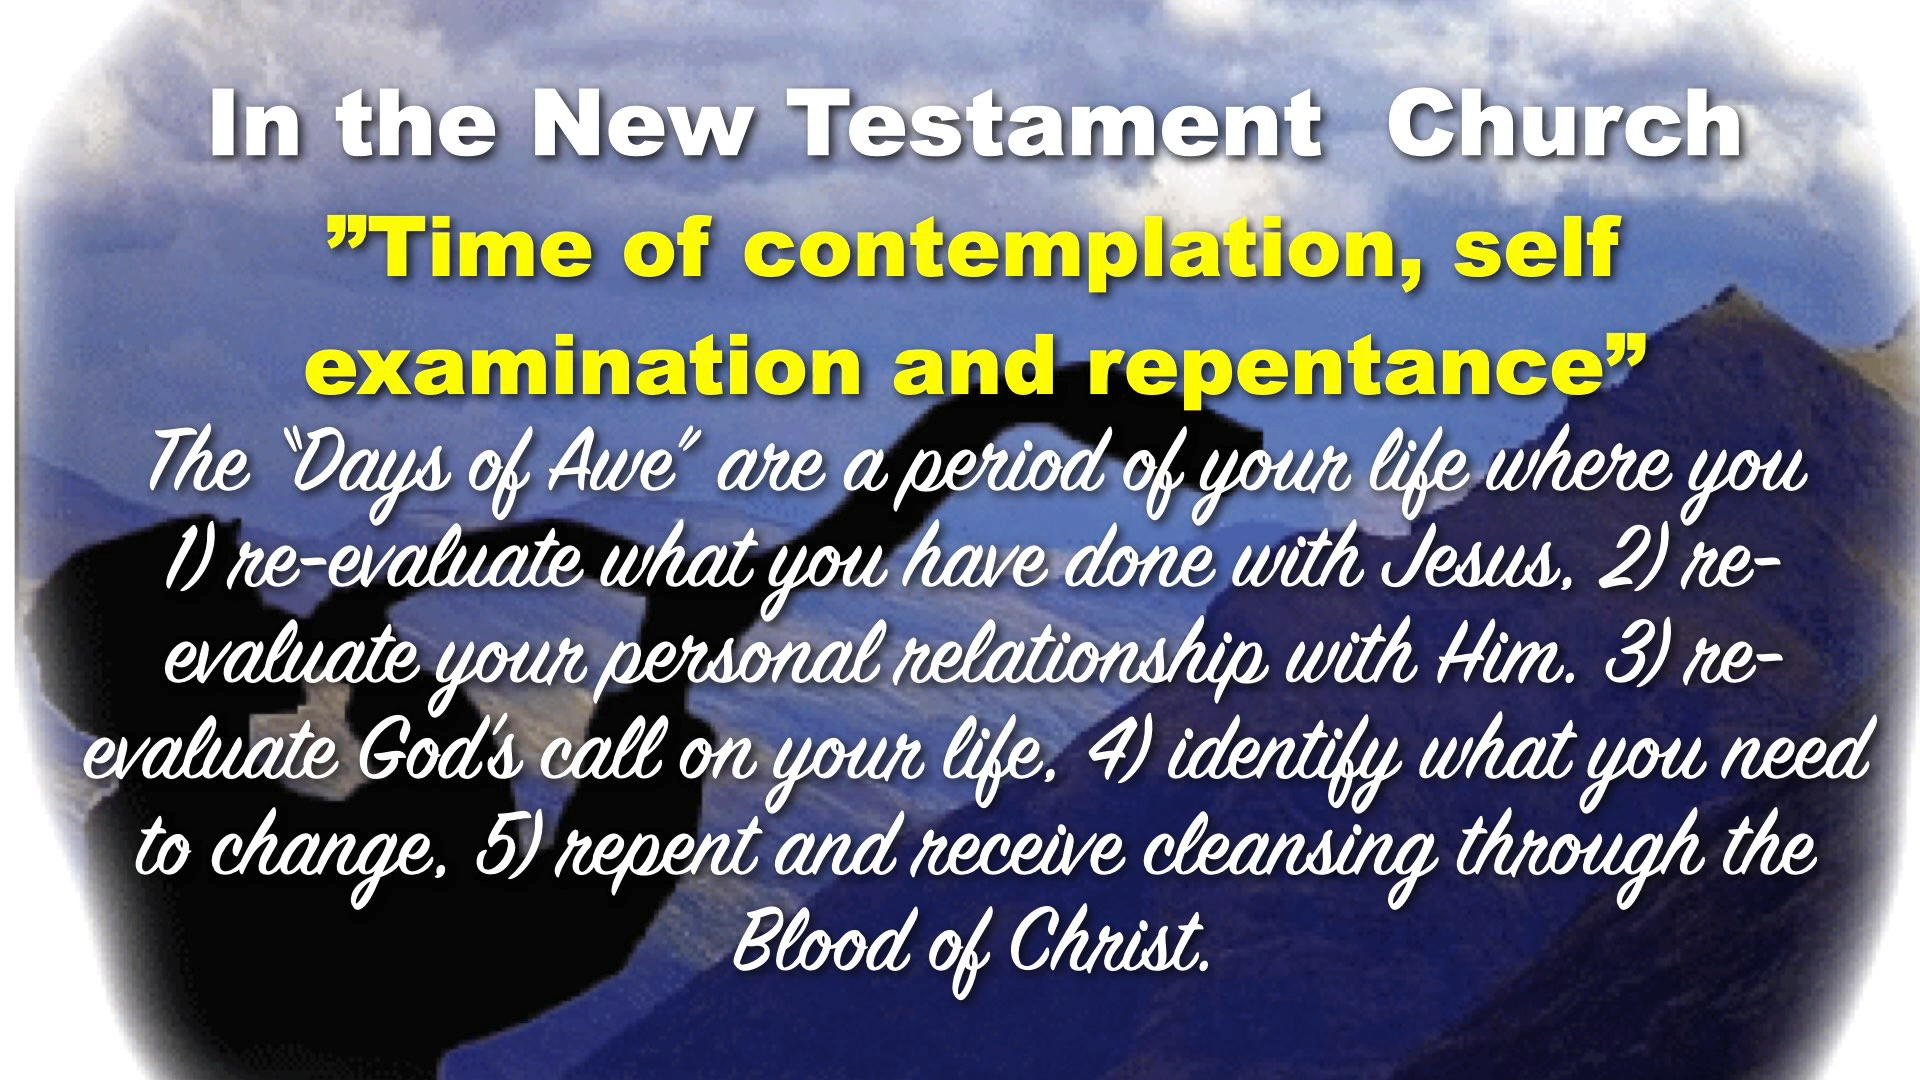 In the New Testament  Church
”Time of contemplation, self
examination and repentance”
The “Days of Awe” are a period of your life where you
1) re-evaluate what you have done with Jesus, 2) re-
evaluate your personal relationship with Him. 3) re-
evaluate God’s call on your life, 4) identify what you need
to change, 5) repent and receive cleansing through the
Blood of Christ.